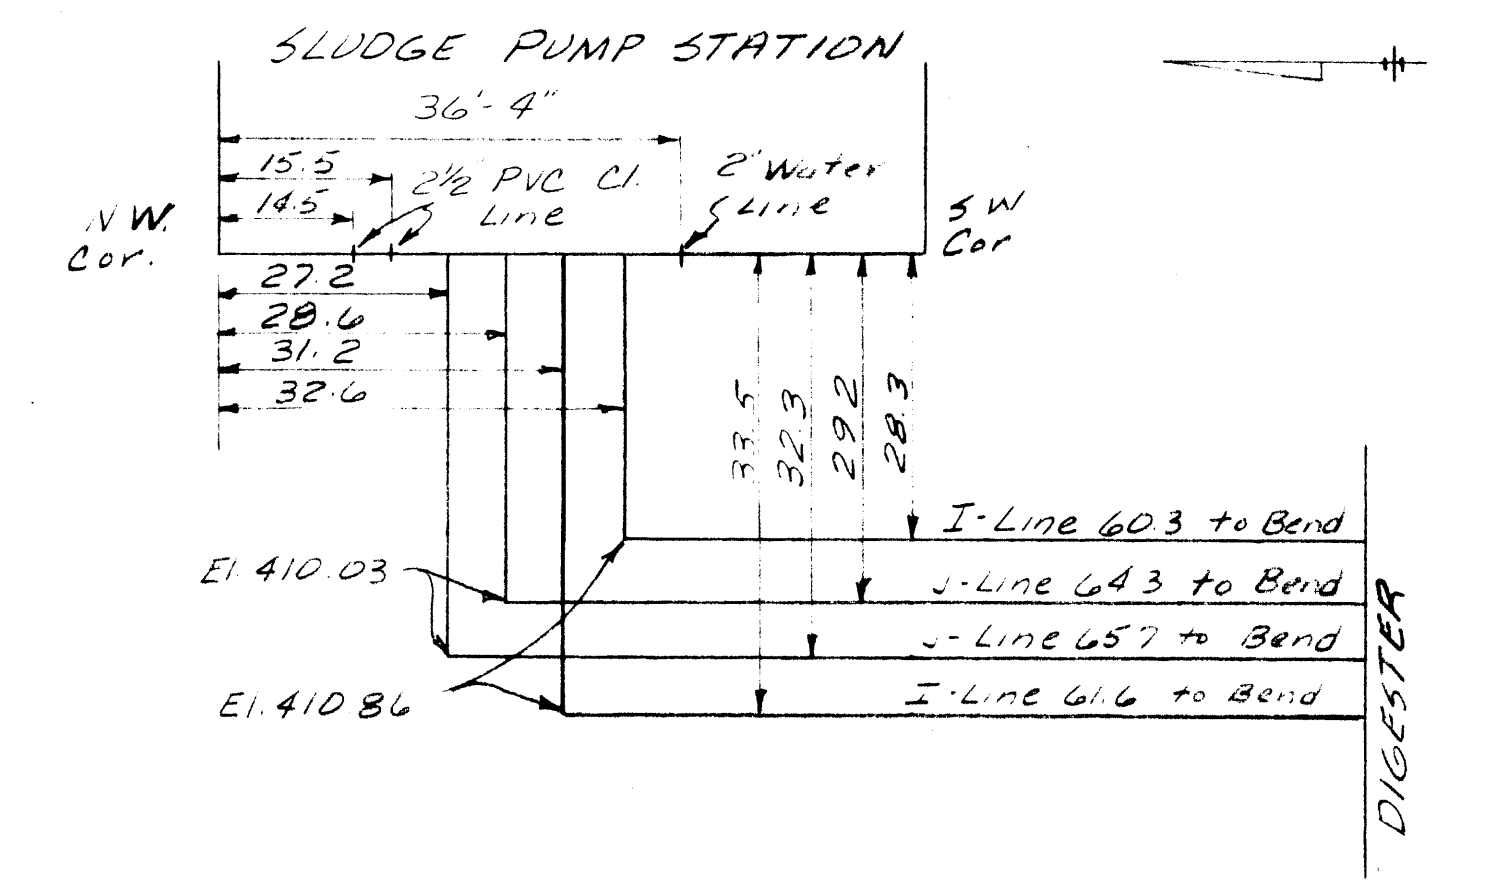 SLUDGE PUMP STATION
36'-4"
15.5
14.5
2½" PVC Cl.
Line
2" Water
Line
NW.
Cor.
SW
Cor
27.2
28.6
31.2
32.6
33.5
32.3
29.2
28.3
I-Line 60.3 to Bend
El. 410.03
J-Line 64.3 to Bend
J-Line 65.7 to Bend
El. 410.86
I-Line 61.6 to Bend
DIGESTER